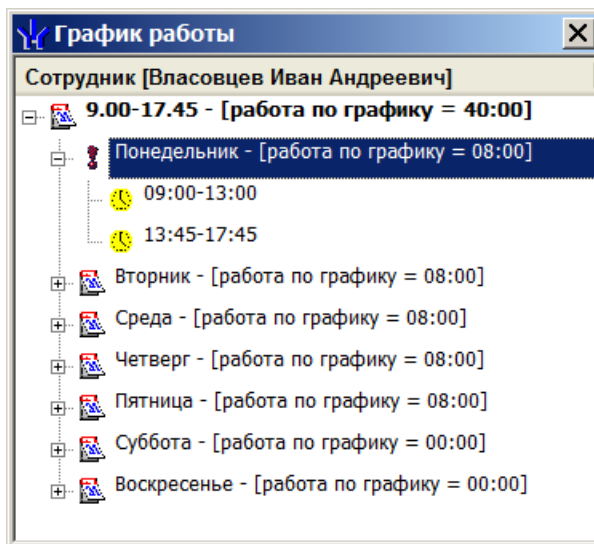 График работы
Сотрудник [Власовцев Иван Андреевич]
9.00-17.45 - [работа по графику = 40:00]
Понедельник - [работа по графику = 08:00]
09:00-13:00
13:45-17:45
Вторник - [работа по графику = 08:00]
Среда - [работа по графику = 08:00]
Четверг - [работа по графику = 08:00]
Пятница - [работа по графику = 08:00]
Суббота - [работа по графику = 00:00]
Воскресенье - [работа по графику = 00:00]